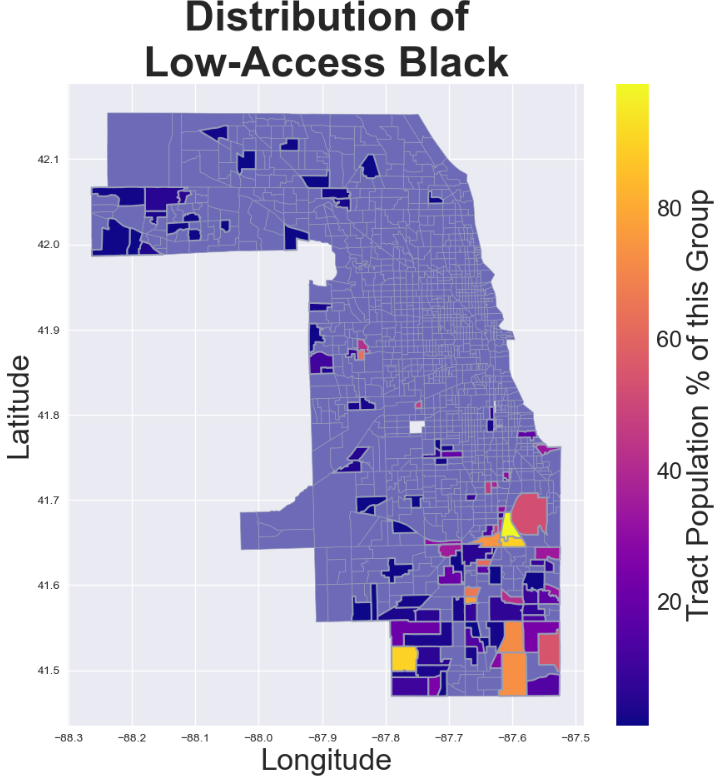 Distribution of
Low-Access Black
42.1
42.0
41.9
41.8
41.7
41.6
41.5
Latitude
−88.3 −88.2 −88.1 −88.0 −87.9 −87.8 −87.7 −87.6 −87.5
Longitude
80
60
40
20
Tract Population % of this Group